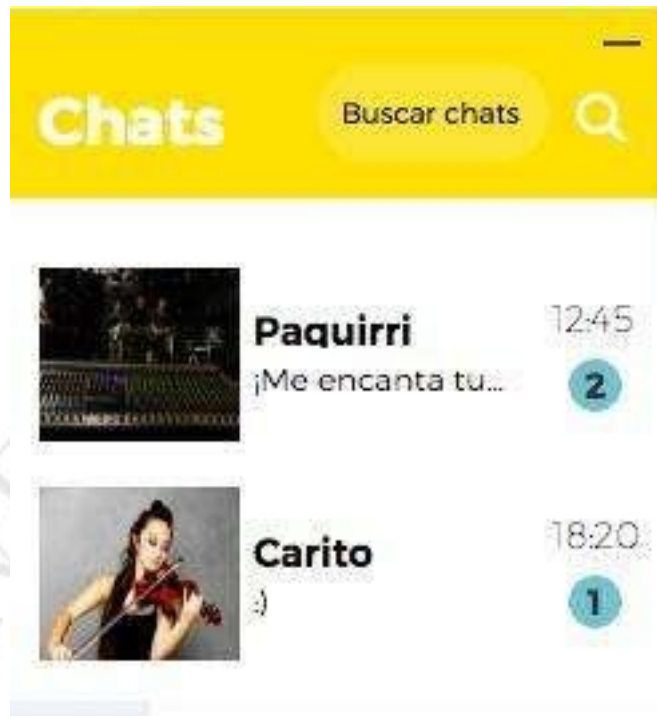 Chats
Buscar chats
Paquirri
12:45
¡Me encanta tu...
2
Carito
18:20
:)
1